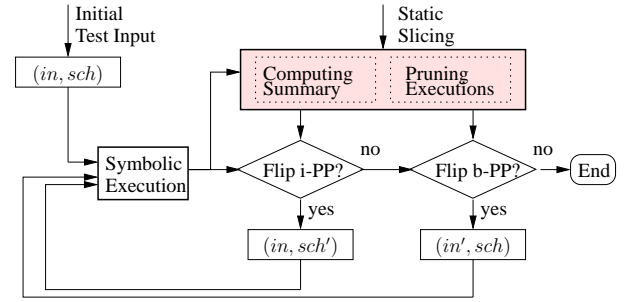 Initial
Test Input
Static
Slicing
(in, sch)
Computing
Summary
Pruning
Executions
Symbolic
Execution
Flip i-PP?
no
Flip b-PP?
no
End
yes
yes
(in, sch′)
(in′, sch)